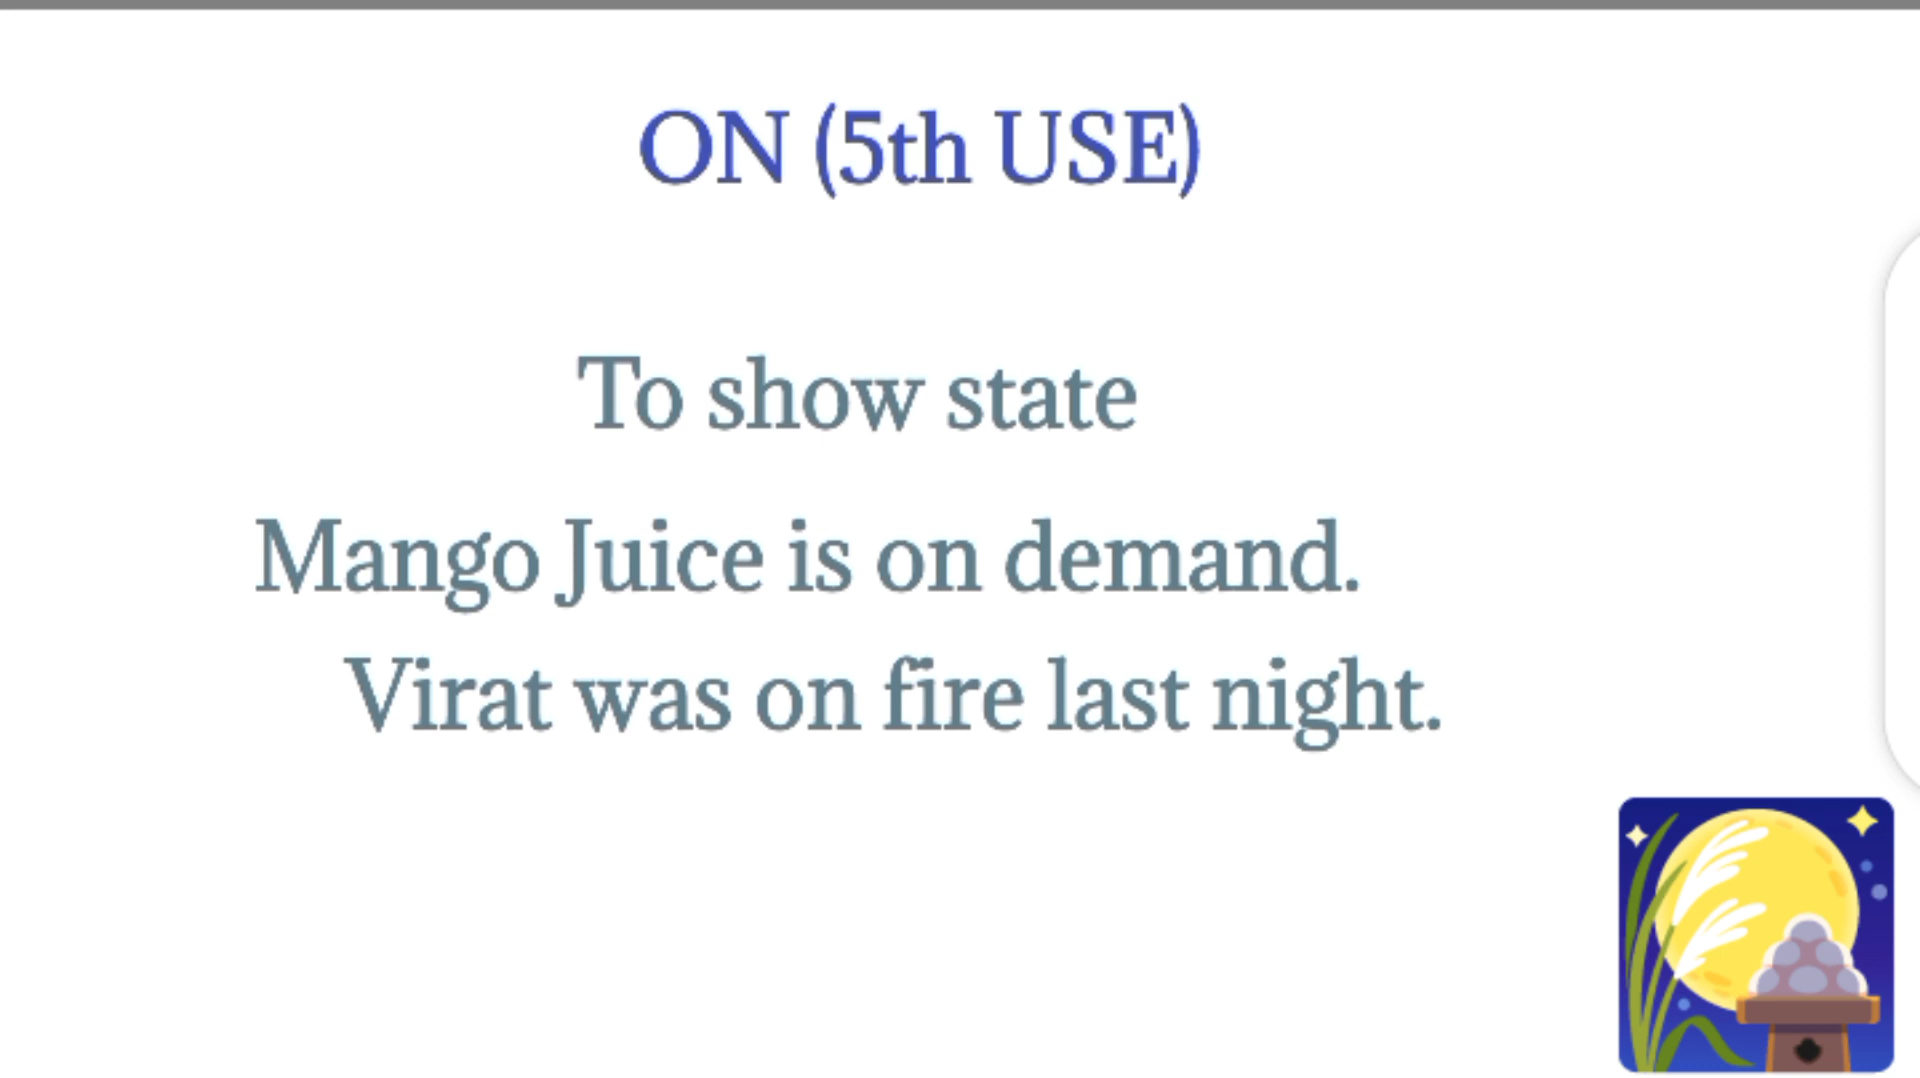 ON (5th USE)
To show state
Mango Juice is on demand.
Virat was on fire last night.